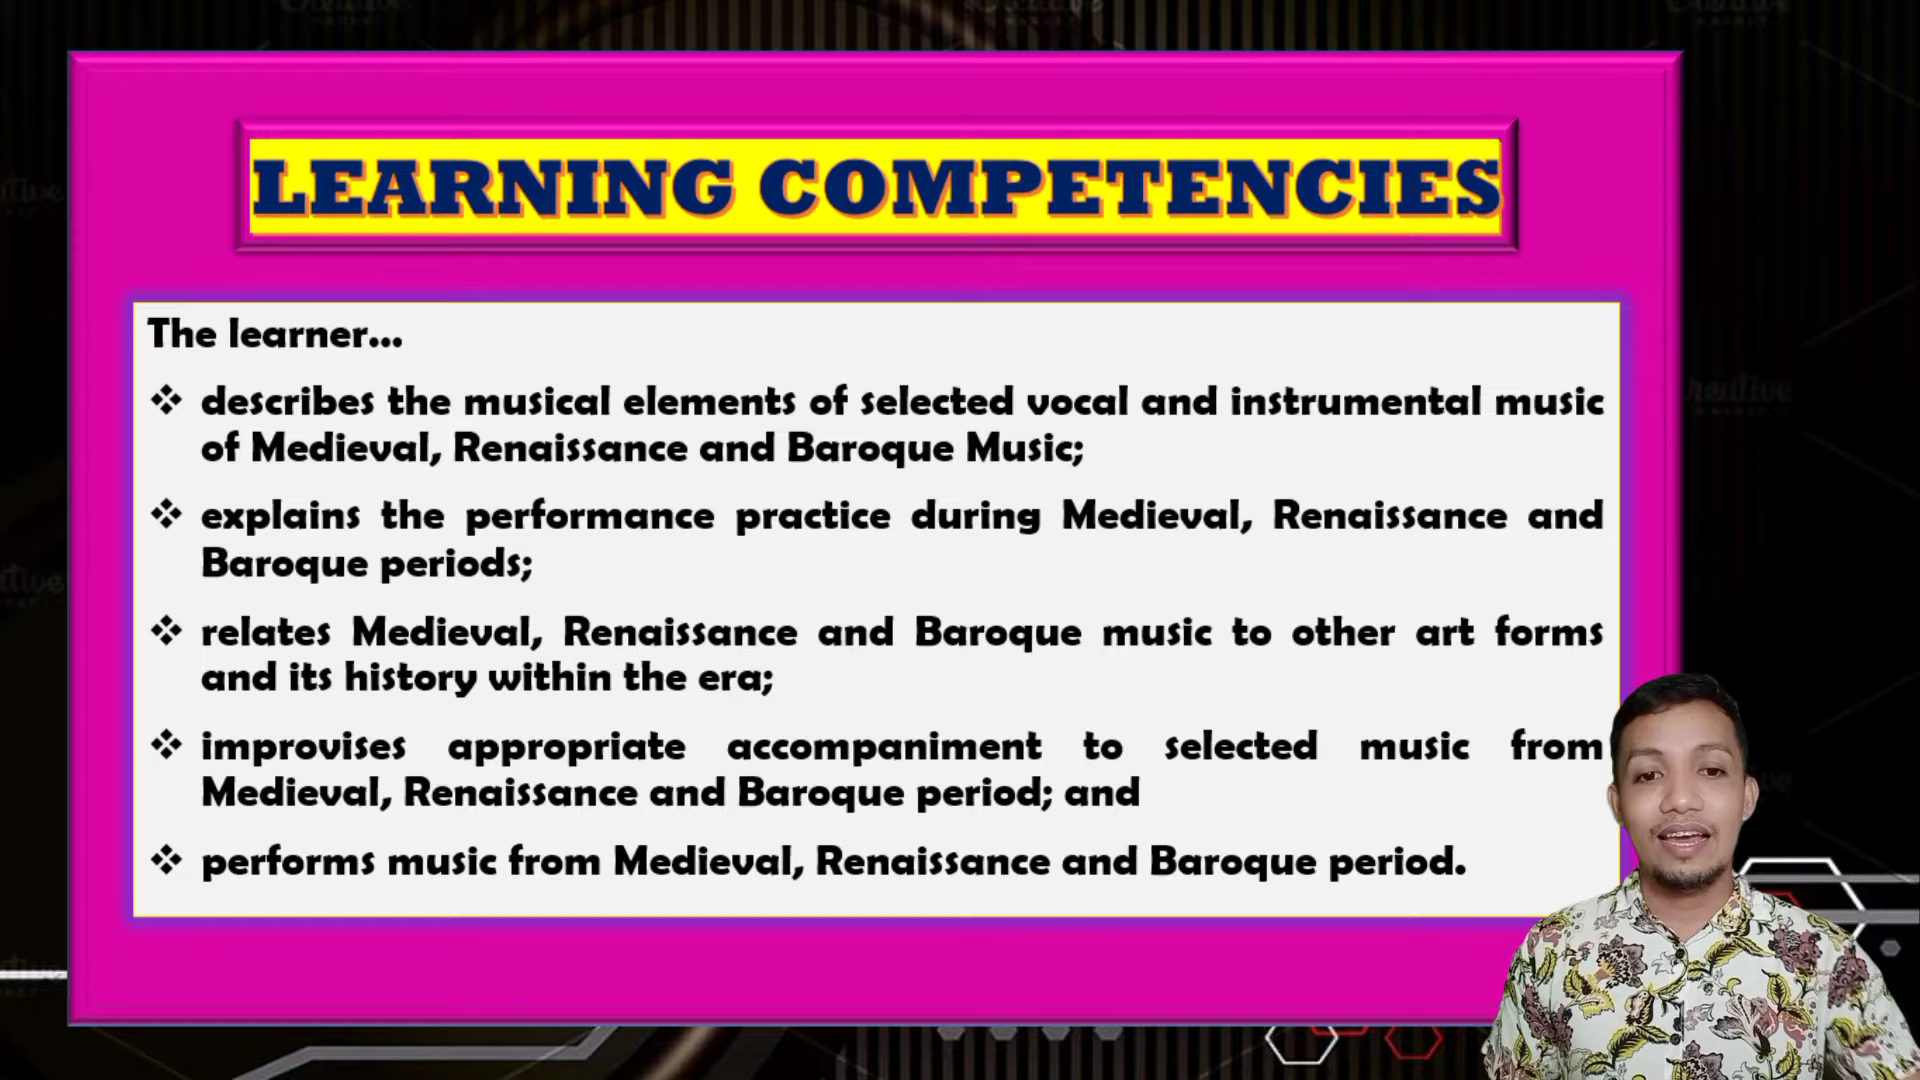 LEARNING COMPETENCIES
The learner...
❖ describes the musical elements of selected vocal and instrumental music
of Medieval, Renaissance and Baroque Music;
❖ explains the performance practice during Medieval, Renaissance and
Baroque periods;
❖ relates Medieval, Renaissance and Baroque music to other art forms
and its history within the era;
❖ improvises appropriate accompaniment to selected music from
Medieval, Renaissance and Baroque period; and
❖ performs music from Medieval, Renaissance and Baroque period.